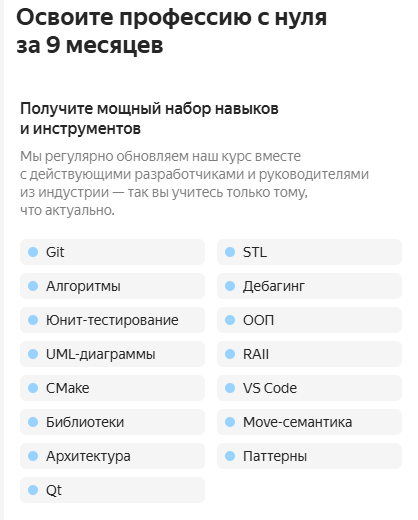 Освоите профессию с нуля
за 9 месяцев
Получите мощный набор навыков
и инструментов
Мы регулярно обновляем наш курс вместе
с действующими разработчиками и руководителями
из индустрии — так вы учитесь только тому,
что актуально.
Git
STL
Алгоритмы
Дебагинг
Юнит-тестирование
ООП
UML-диаграммы
RAII
CMake
VS Code
Библиотеки
Move-семантика
Архитектура
Паттерны
Qt